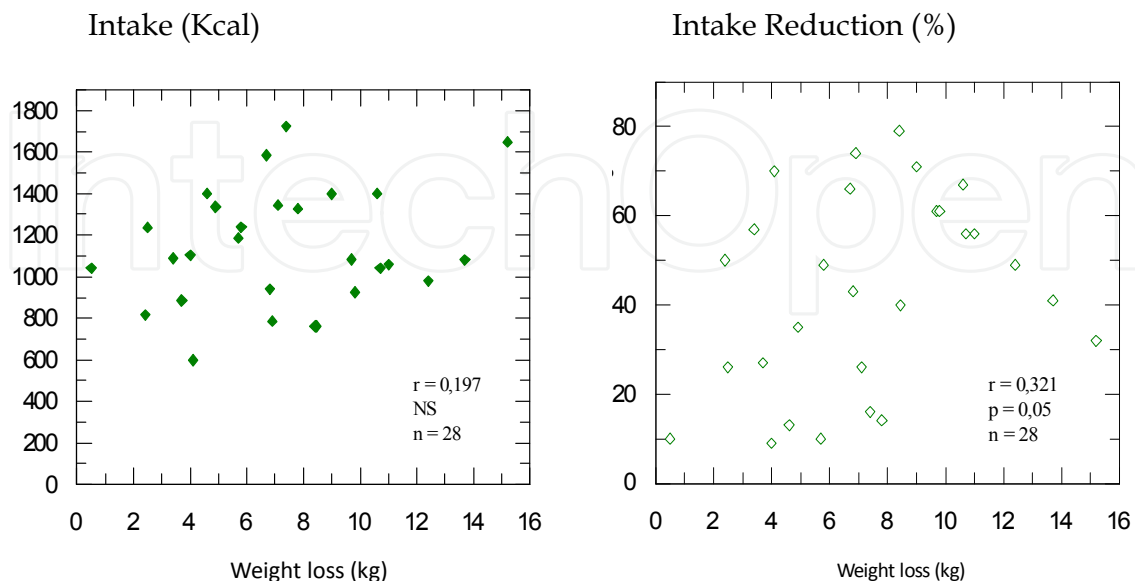 Intake (Kcal)
1800
1600
1400
1200
1000
800
600
400
200
0
r = 0,197
NS
n = 28
0 2 4 6 8 10 12 14 16
Weight loss (kg)
Intake Reduction (%)
80
60
40
20
0
r = 0,321
p = 0,05
n = 28
0 2 4 6 8 10 12 14 16
Weight loss (kg)
IntechOpen